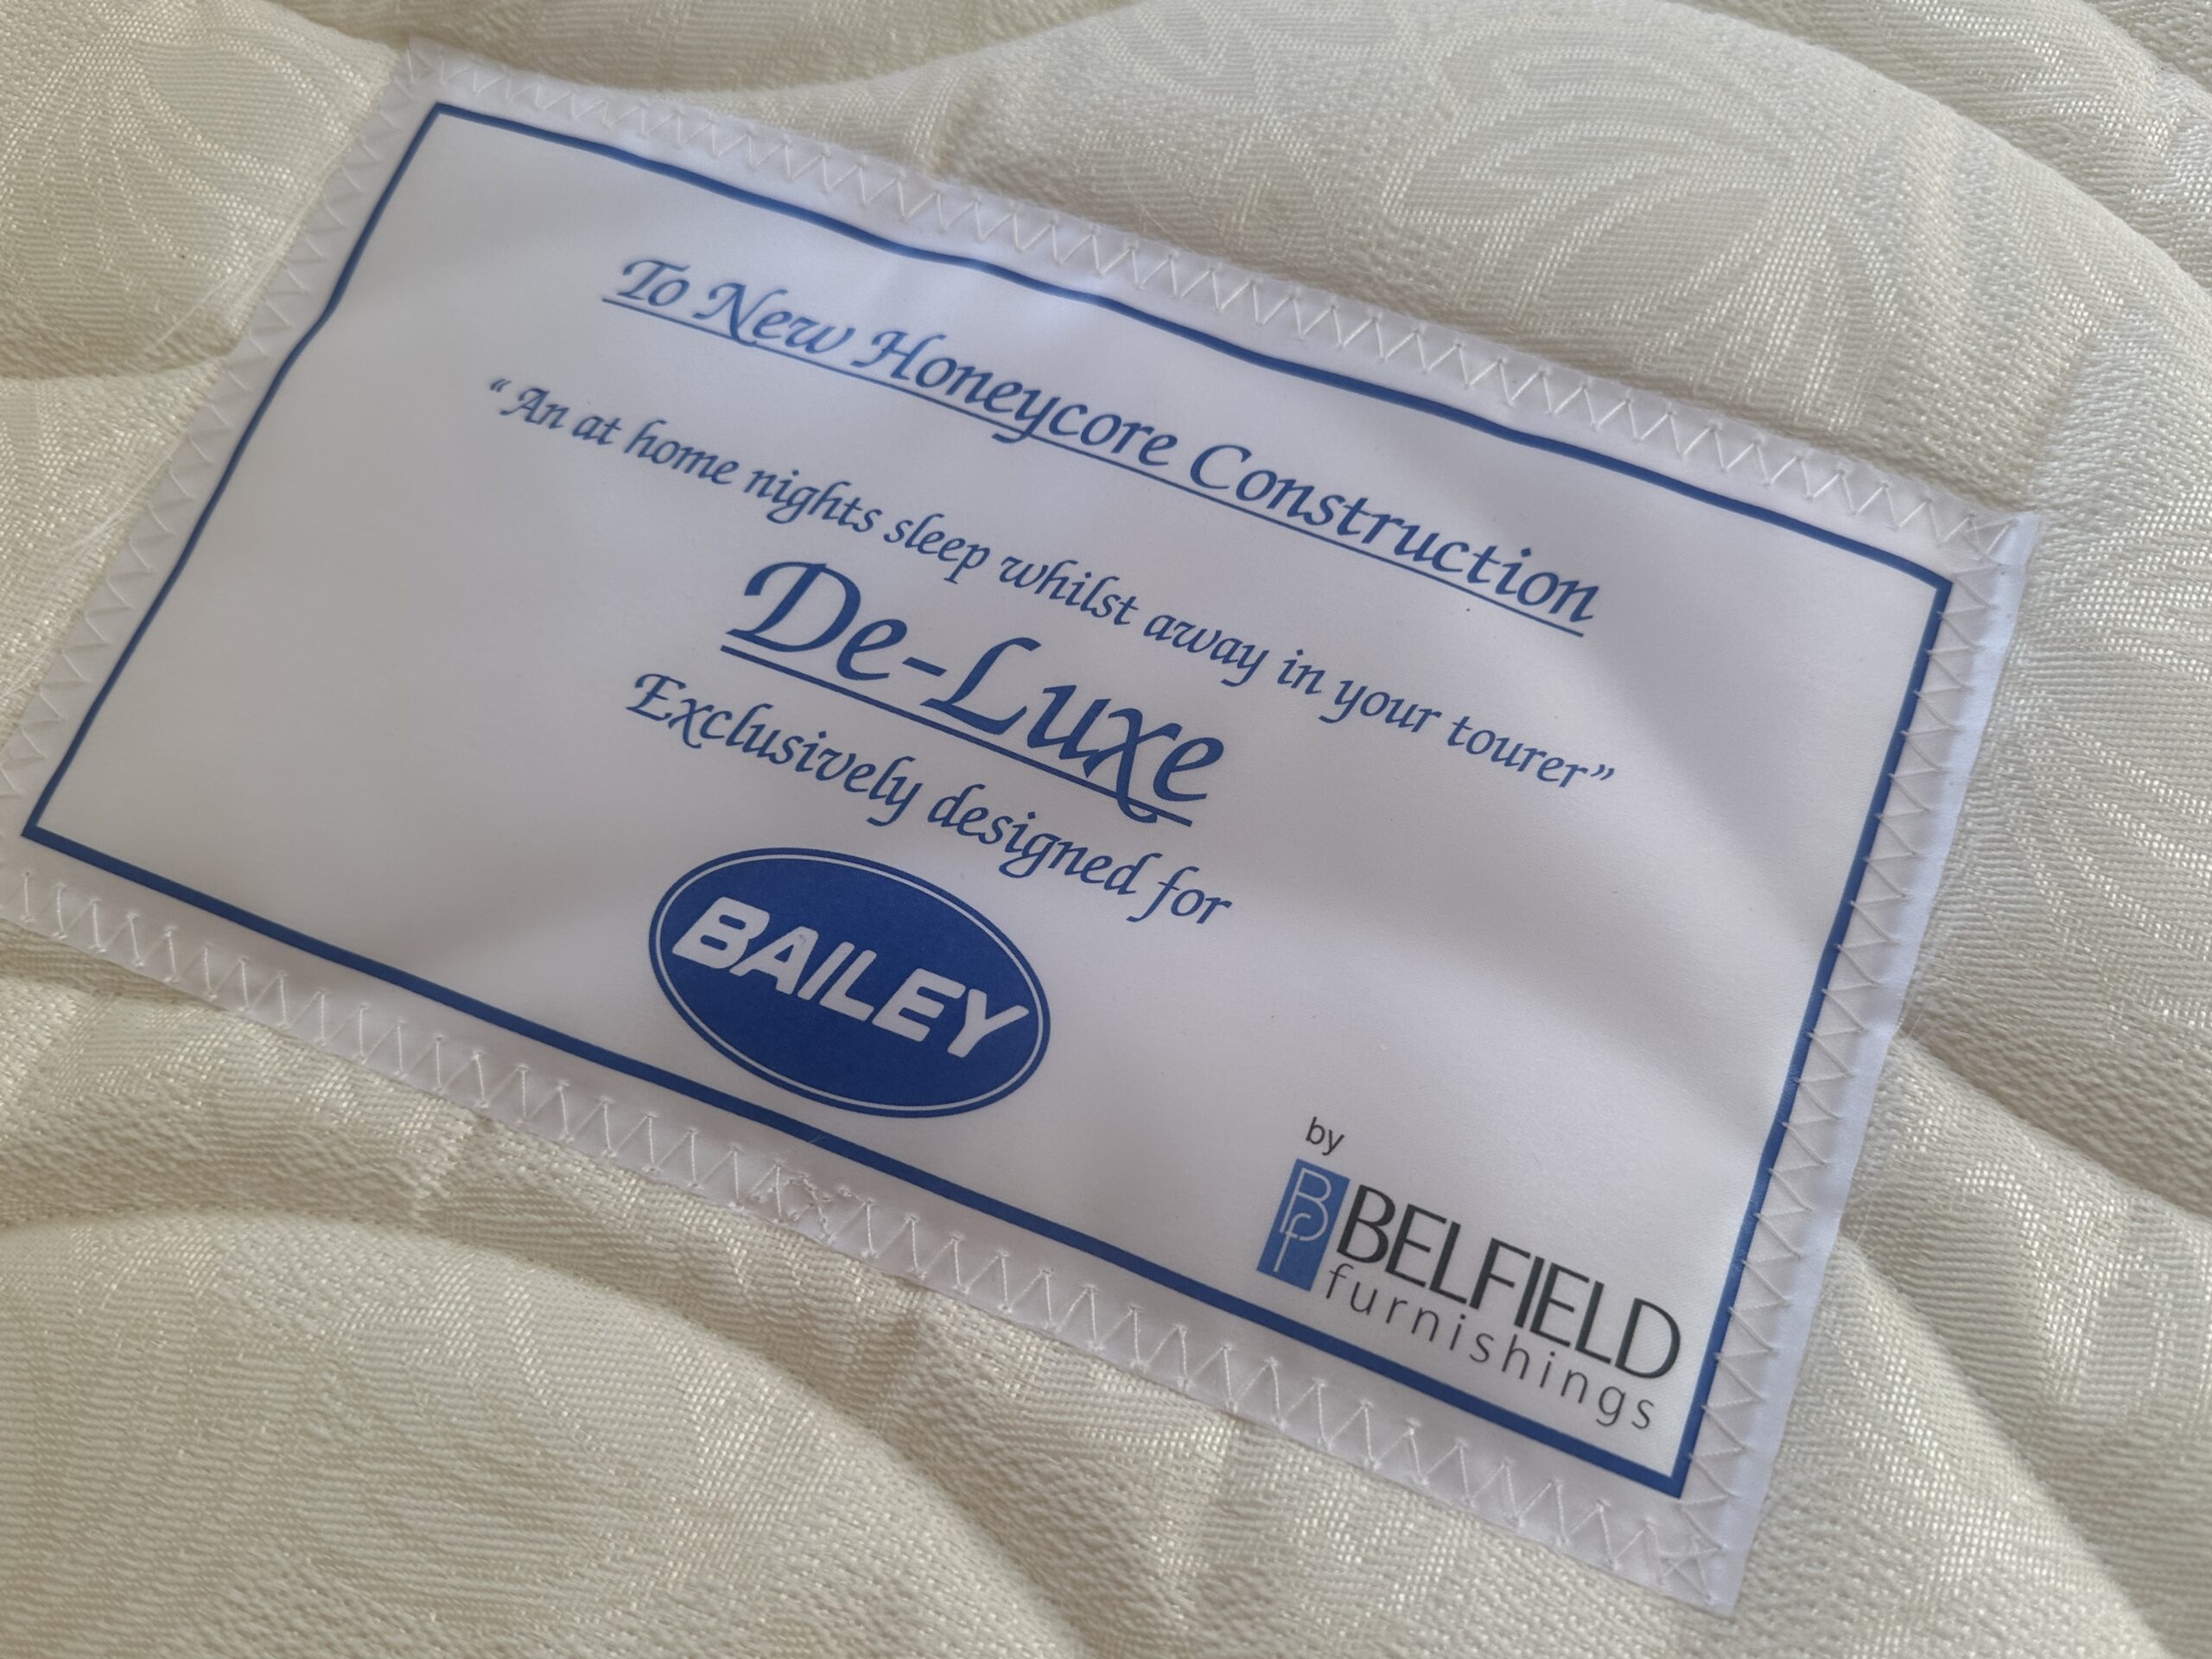 To New Honeycore Construction
“An at home nights sleep whilst away in your tourer”
De-Luxe
Exclusively designed for
BAILEY
by
BF BELFIELD
furnishings